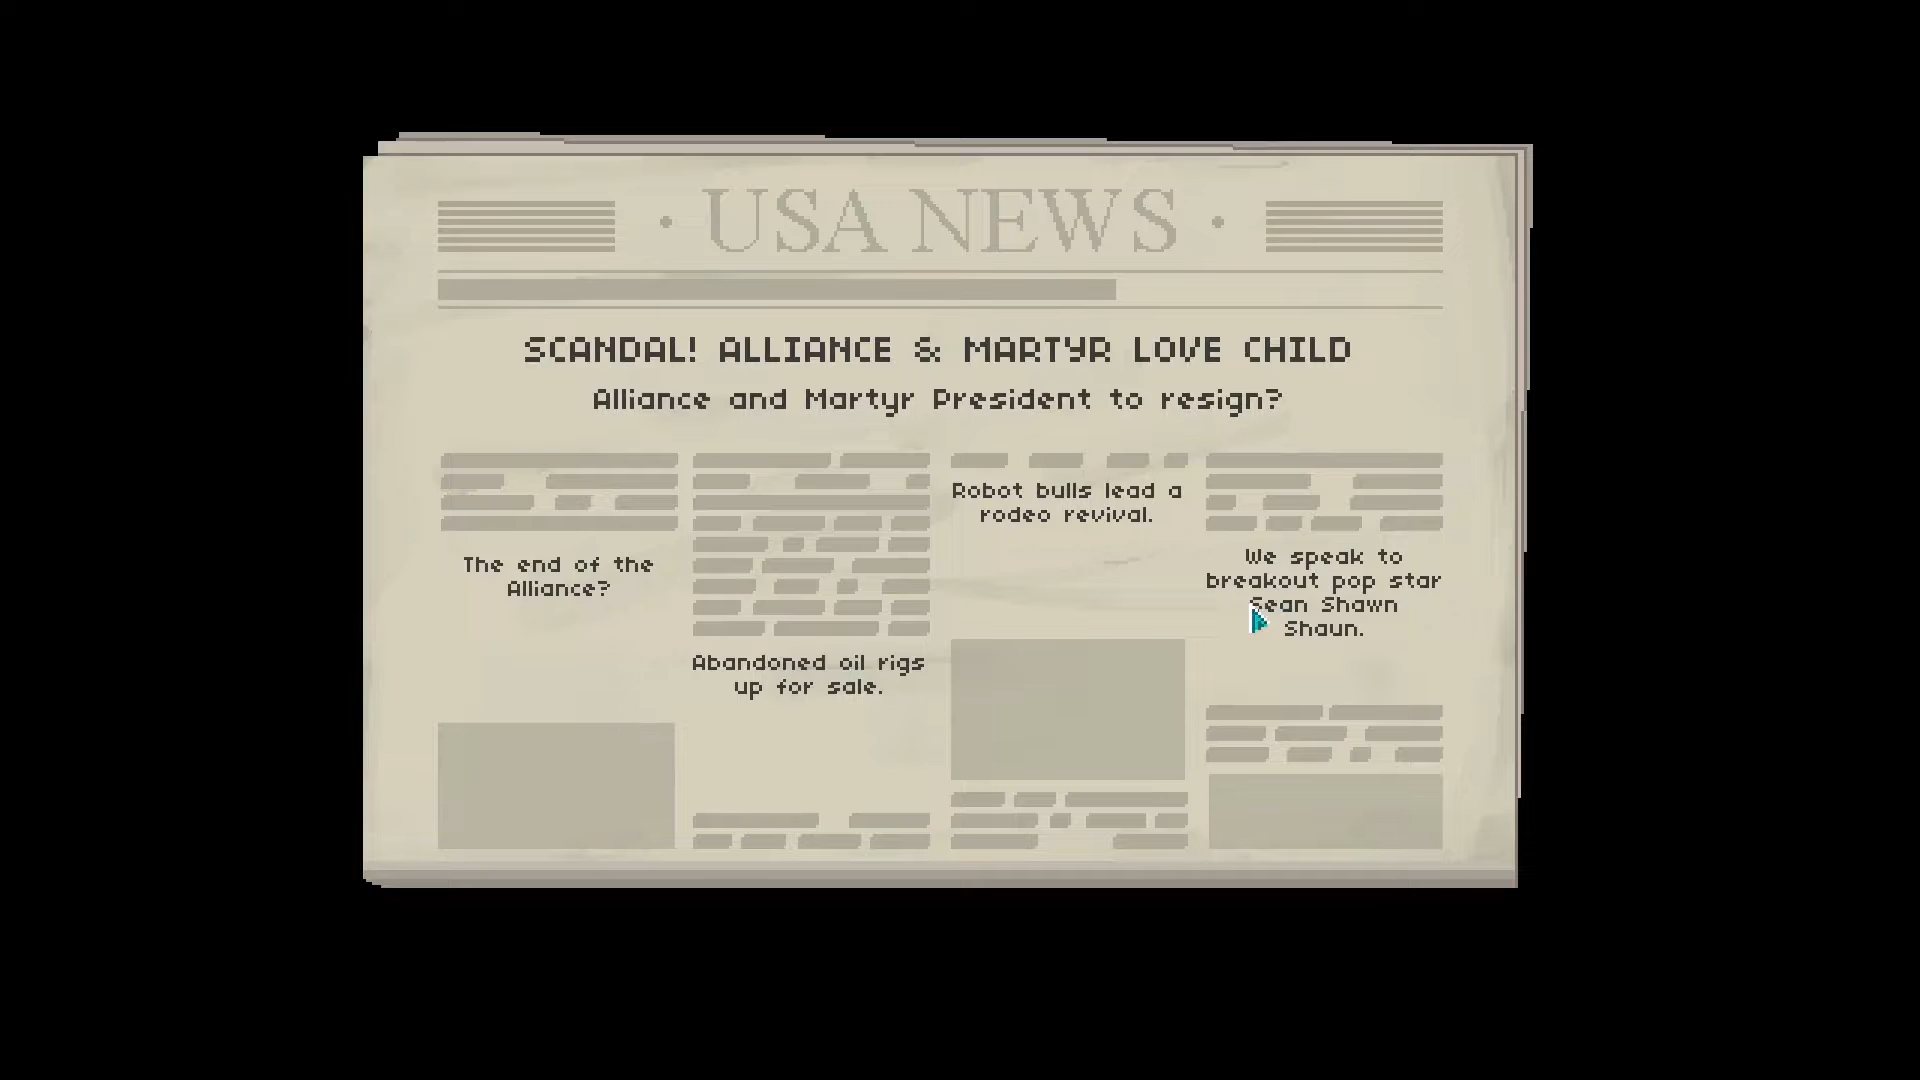 USA NEWS
SCANDAL! ALLIANCE & MARTYR LOVE CHILD
Alliance and Martyr President to resign?
The end of the
Alliance?
Abandoned oil rigs
up for sale.
Robot bulls lead a
rodeo revival.
We speak to
breakout pop star
Sean Shawn
Shaun.